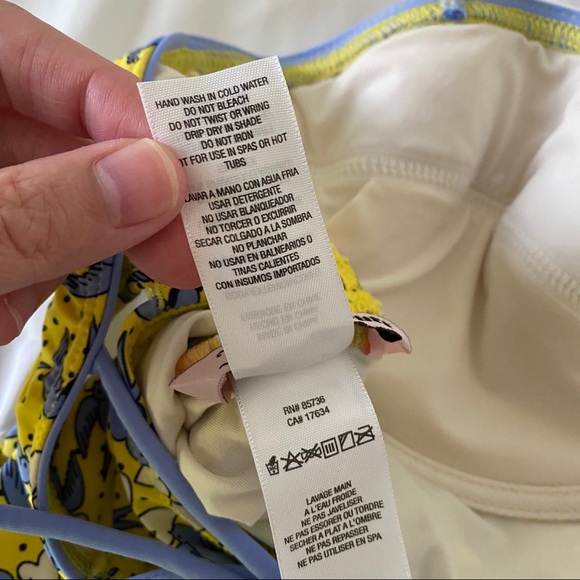 HAND WASH IN COLD WATER
DO NOT BLEACH
DO NOT TWIST OR WRING
DRIP DRY IN SHADE
DO NOT IRON
NOT FOR USE IN SPAS OR HOT
TUBS
LAVAR A MANO CON AGUA FRIA
USAR DETERGENTE
NO USAR BLANQUEADOR
NO TORCER O EXCURRIR
SECAR COLGADO A LA SOMBRA
NO PLANCHAR
NO USAR EN BALNEARIOS O
TINAS CALIENTES
CON INSUMOS IMPORTADOS
RN# 85736
CA# 17634
LAVAGE MAIN
A L'EAU FROIDE
NE PAS JAVELISER
NE PAS ESSORER OU TORDRE
SECHER A PLAT A L'OMBRE
NE PAS REPASSER
NE PAS UTILISER EN SPA